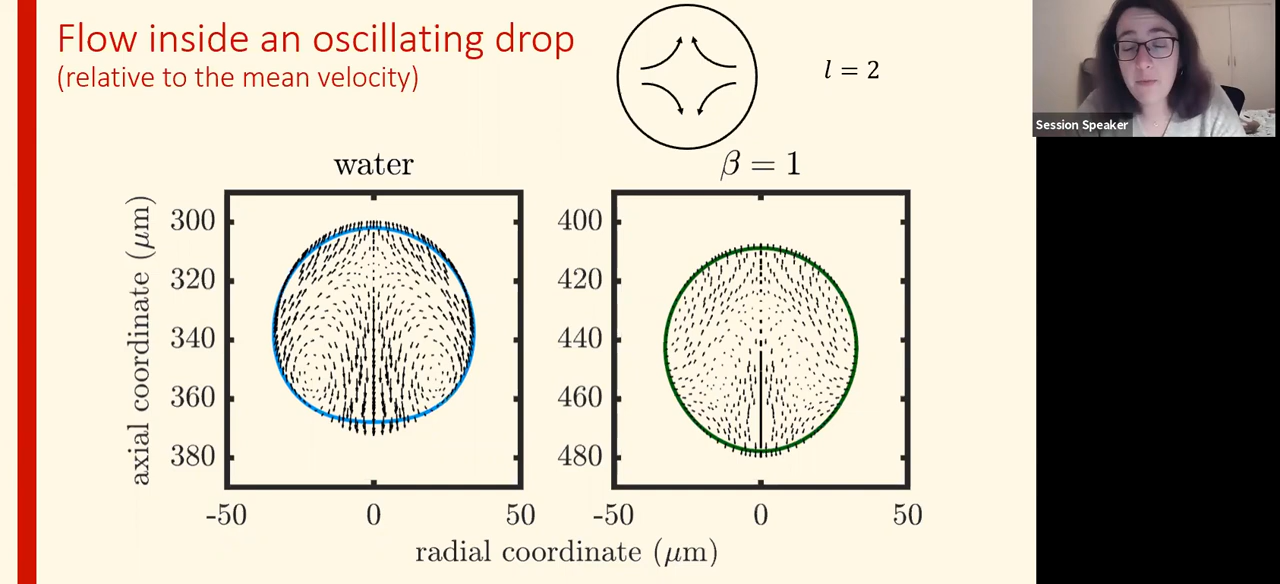 Flow inside an oscillating drop
(relative to the mean velocity)
l = 2
Session Speaker
water
β = 1
axial coordinate (μm)
300
320
340
360
380
400
420
440
460
480
-50
0
50
-50
0
50
radial coordinate (μm)